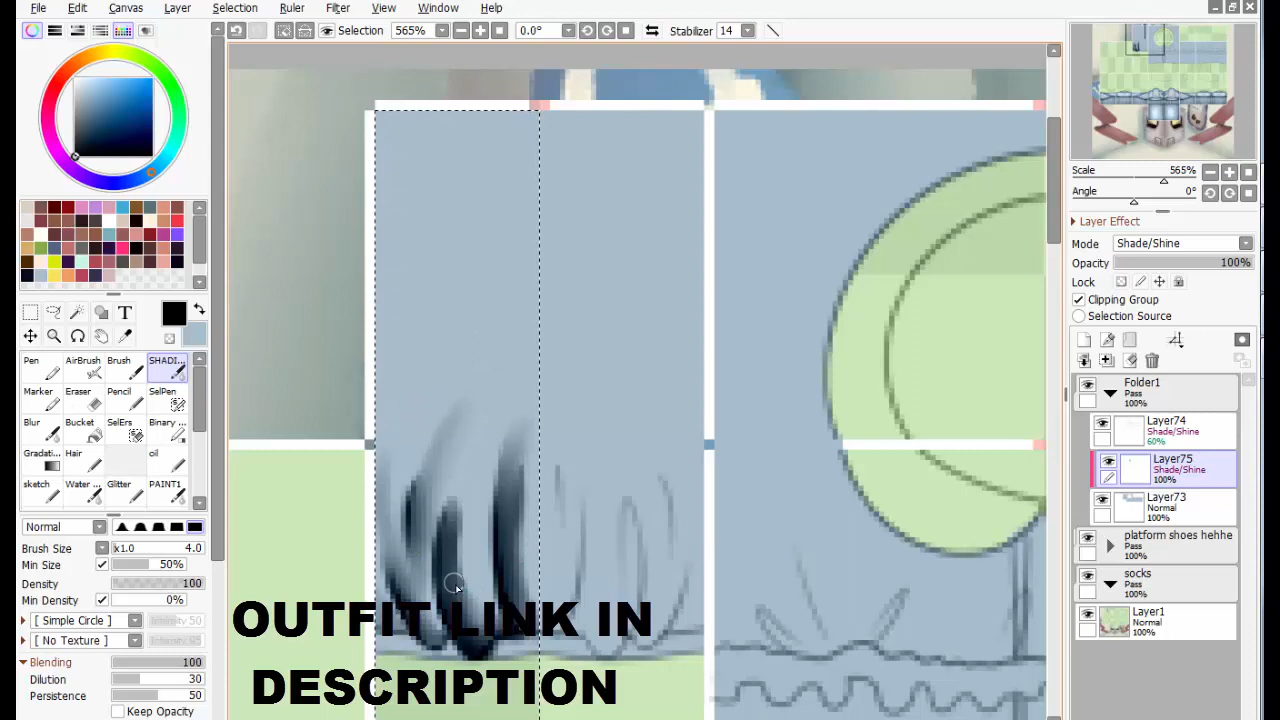 File Edit Canvas Layer Selection Ruler Filter View Window Help
Selection 565% 0.0° Stabilizer 14
Scale 565%
Angle 0°
Layer Effect
Mode Shade/Shine
Opacity 100%
Lock
Clipping Group
Selection Source
Folder1
Pass
100%
Layer74
Shade/Shine
60%
Layer75
Shade/Shine
100%
Layer73
Normal
100%
platform shoes hehhe
Pass
100%
socks
Pass
100%
Layer1
Normal
100%
T
Pen AirBrush Brush SHADI...
Marker Eraser Pencil SelPen
Blur Bucket SelErs Binary ...
Gradati... Hair oil
sketch Water ... Glitter PAINT1
Normal
Brush Size x1.0 4.0
Min Size 50%
Density 100
Min Density 0%
[ Simple Circle ] Intensity 50
[ No Texture ]
Blending 100
Dilution 30
Persistence 50
Keep Opacity
OUTFIT LINK IN
DESCRIPTION